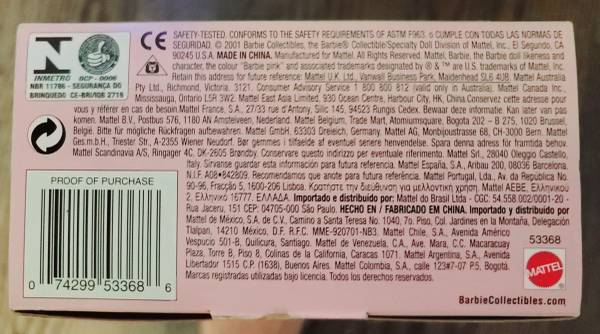 SAFETY-TESTED. CONFORMS TO THE SAFETY REQUIREMENTS OF ASTM F963. o CUMPLE CON TODAS LAS NORMAS DE
SEGURIDAD. © 2001 Barbie Collectibles, the Barbie® Collectible/Specialty Doll Division of Mattel, Inc., El Segundo, CA
90245 U.S.A. MADE IN CHINA. Manufactured for Mattel. All Rights Reserved. Mattel, Barbie, the Barbie doll likeness and
character, the colour "Barbie pink" and associated trademarks designated by ® & ™ are U.S. trademarks of Mattel, Inc.
Retain this address for future reference: Mattel U.K. Ltd., Vanwall Business Park, Maidenhead SL6 4UB. Mattel Australia
Pty Ltd., Richmond, Victoria. 3121. Consumer Advisory Service 1 800 800 812 (valid only in Australia). Mattel Canada Inc.,
Mississauga, Ontario L5R 3W2. Mattel East Asia Limited, 930 Ocean Centre, Harbour City, HK, China Conservez cette adresse pour
vous y référer en cas de besoin.Mattel France, S.A., 27/33 rue d'Antony, Silic 145, 94523 Rungis Cedex. Bewaar deze informatie. Kan later van pas
komen. Mattel B.V., Postbus 576, 1180 AN Amstelveen, Nederland. Mattel Belgium, Trade Mart, Atomiumsquare, Bogota 202 - B 275, 1020 Brussel,
België. Bitte für mögliche Rückfragen aufbewahren. Mattel GmbH, 63303 Dreieich, Germany. Mattel AG, Monbijoustrasse 68, CH-3000 Bern. Mattel
Ges.m.b.H., Triester Str., A-2355 Wiener Neudorf. Bør gemmes i tilfælde af eventuel senere henvendelse. Spara denna adress för framtida behov.
Mattel Scandinavia A/S, Ringager 4C, DK-2605 Brøndby. Conservare questo indirizzo per eventuale riferimento. Mattel Srl., 28040 Oleggio Castello,
Italy. Sírvanse guardar esta información para futura referencia. Mattel España, S.A., Aribau 200, 08036 Barcelona.
N.I.F. A08•842809. Recomendamos que anote para futura referência. Mattel Portugal, Lda., Av. da República No.
90-96, Fracção 5, 1600-206 Lisboa. Κρατήστε την διεύθυνση για μελλοντική χρήση. Mattel AEBE, Ελληνικού
2, Ελληνικό 16777. ΕΛΛΑΔΑ. Importado e distribuido por: Mattel do Brasil Ltda - CGC: 54.558.002/0001-20 -
Rua Jaceru, 151 CEP. 04705-000 São Paulo. HECHO EN / FABRICADO EM CHINA. Importado y distribuido por
Mattel de México, S.A. de C.V., Camino a Santa Teresa No. 1040, 7o. Piso, Col. Jardines en la Montaña, Delegación
Tlalpan, 14210 México, D.F. R.F.C. MME-920701-NB3. Mattel Chile, S.A., Avenida Américo
Vespucio 501-B, Quilicura, Santiago. Mattel de Venezuela, C.A., Ave. Mara, C.C. Macaracuay
Plaza, Torre B, Piso 8, Colinas de la California, Caracas 1071. Mattel Argentina, S.A., Avenida
Libertador 1515 C.P. (1638), Buenos Aires. Mattel Colombia, S.A., calle 123#7-07 P.5, Bogotá.
Marcas registradas utilizadas bajo licencia. Todos los derechos reservados.
N
INMETRO
OCP - 0006
NBR 11786 - SEGURANÇA DO
BRINQUEDO CE-BRI/008 2715
CE
PROOF OF PURCHASE
0 74299 53368 6
53368
MATTEL
BarbieCollectibles.com